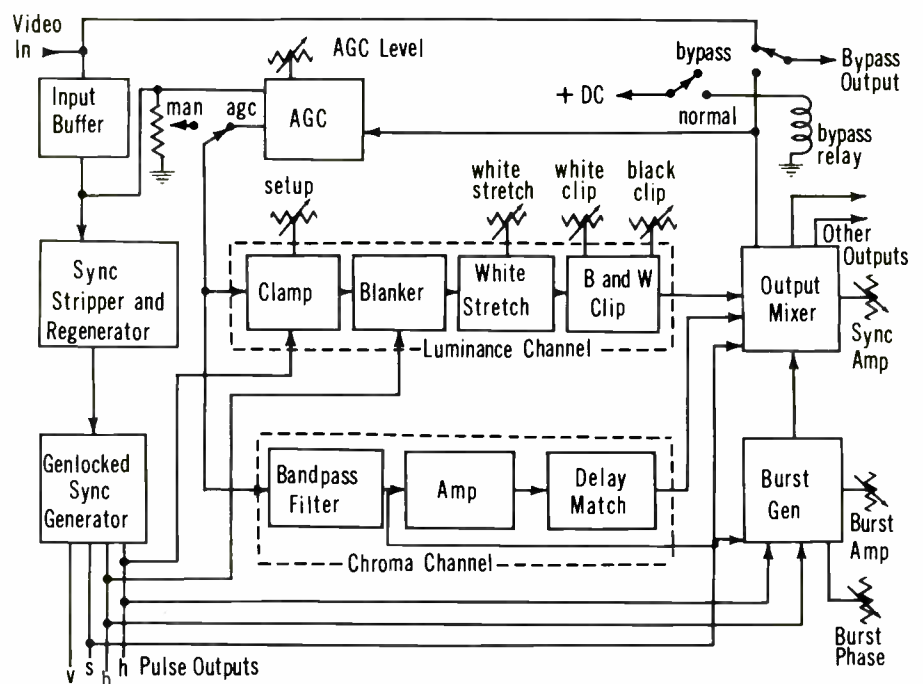 Video
In
AGC Level
bypass
Bypass
Output
Input
Buffer
man
agc
AGC
+ DC
normal
bypass
relay
setup
white
stretch
white
clip
black
clip
Other
Outputs
Sync
Stripper and
Regenerator
Clamp
Blanker
White
Stretch
B and W
Clip
Output
Mixer
Luminance Channel
Sync
Amp
Genlocked
Sync
Generator
Bandpass
Filter
Amp
Delay
Match
Burst
Gen
Burst
Amp
Chroma Channel
Burst
Phase
v s b h Pulse Outputs